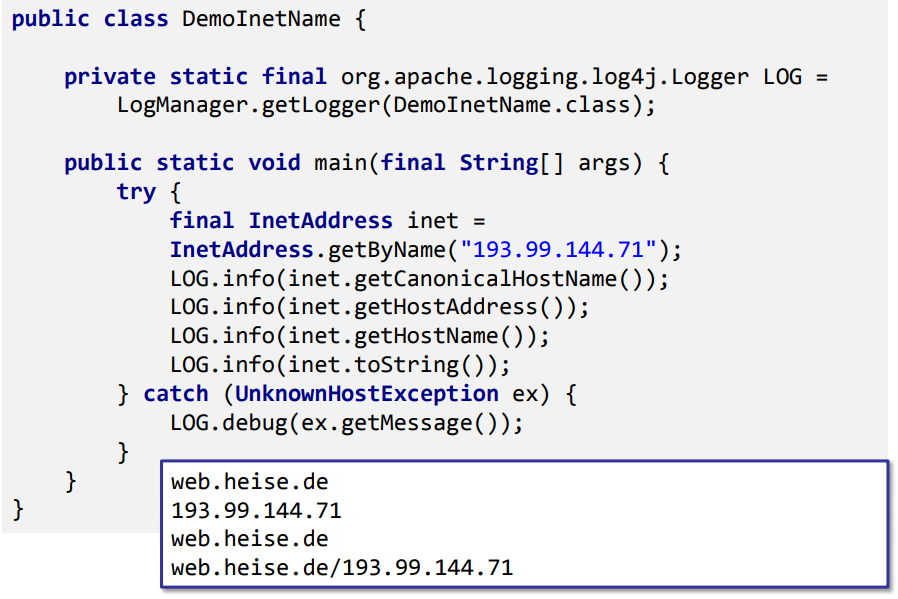 public class DemoInetName {
private static final org.apache.logging.log4j.Logger LOG =
LogManager.getLogger(DemoInetName.class);
public static void main(final String[] args) {
try {
final InetAddress inet =
InetAddress.getByName("193.99.144.71");
LOG.info(inet.getCanonicalHostName());
LOG.info(inet.getHostAddress());
LOG.info(inet.getHostName());
LOG.info(inet.toString());
} catch (UnknownHostException ex) {
LOG.debug(ex.getMessage());
}
}
}
web.heise.de
193.99.144.71
web.heise.de
web.heise.de/193.99.144.71